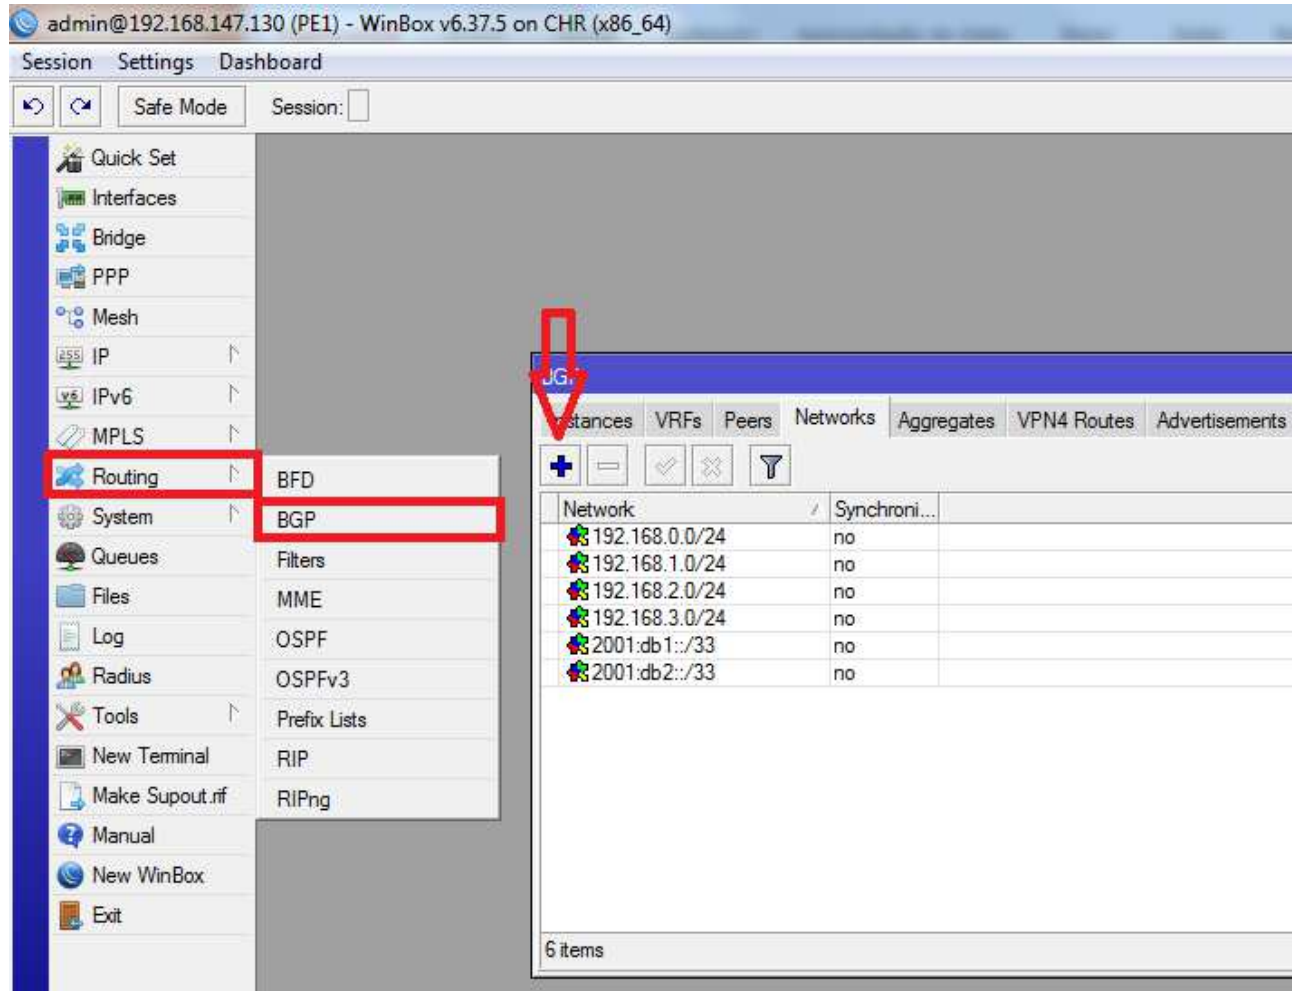 admin@192.168.147.130 (PE1) - WinBox v6.37.5 on CHR (x86_64)
Session Settings Dashboard
Safe Mode Session:
Quick Set
Interfaces
Bridge
PPP
Mesh
IP
IPv6
MPLS
Routing
System
Queues
Files
Log
Radius
Tools
New Terminal
Make Supout.rif
Manual
New WinBox
Exit
BFD
BGP
Filters
MME
OSPF
OSPFv3
Prefix Lists
RIP
RIPng
VRFs Peers Networks Aggregates VPN4 Routes Advertisements
Network Synchroni...
192.168.0.0/24 no
192.168.1.0/24 no
192.168.2.0/24 no
192.168.3.0/24 no
2001:db1::/33 no
2001:db2::/33 no
6 items